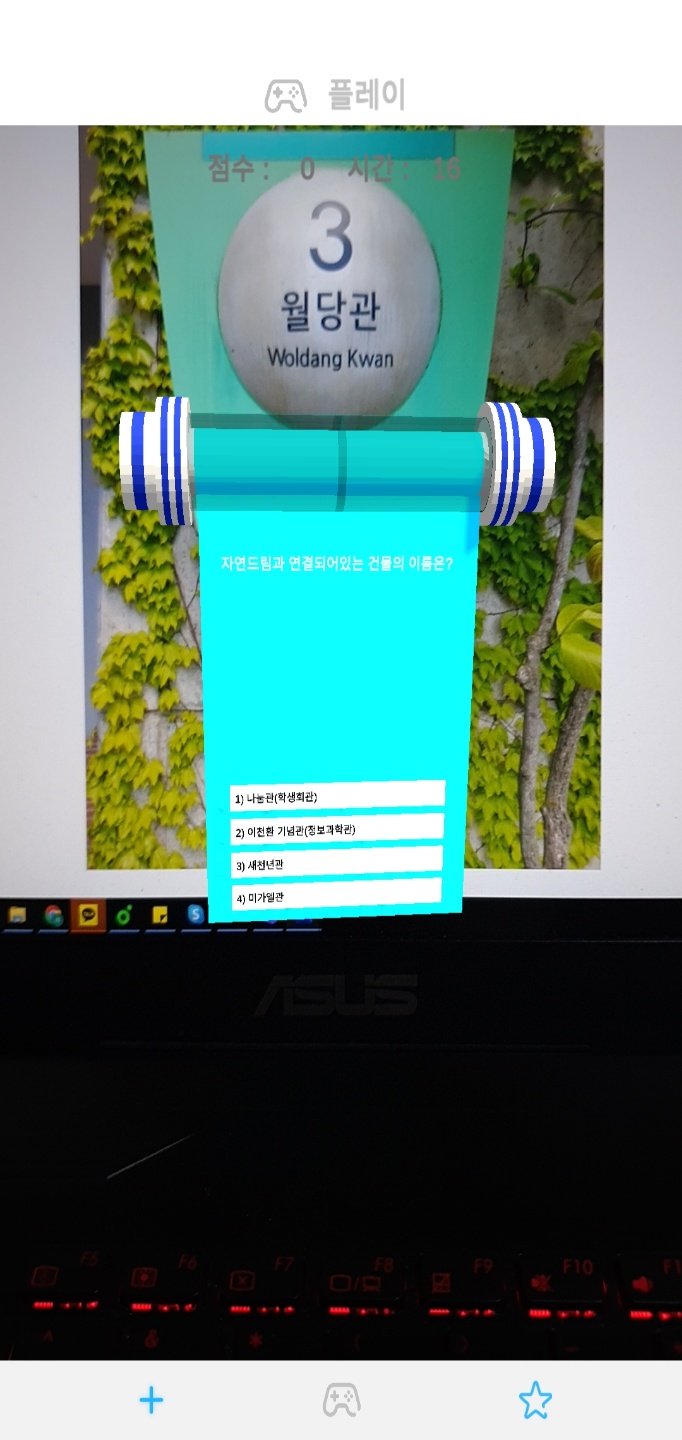 플레이
점수 : 0 시간 : 16
3
월당관
Woldang Kwan
자연드림과 연결되어있는 건물의 이름은?
1) 나눔관(학생회관)
2) 이천환 기념관(정보과학관)
3) 새천년관
4) 미가엘관
ASUS
F5 F6 F7 F8 F9 F10
^ & * (